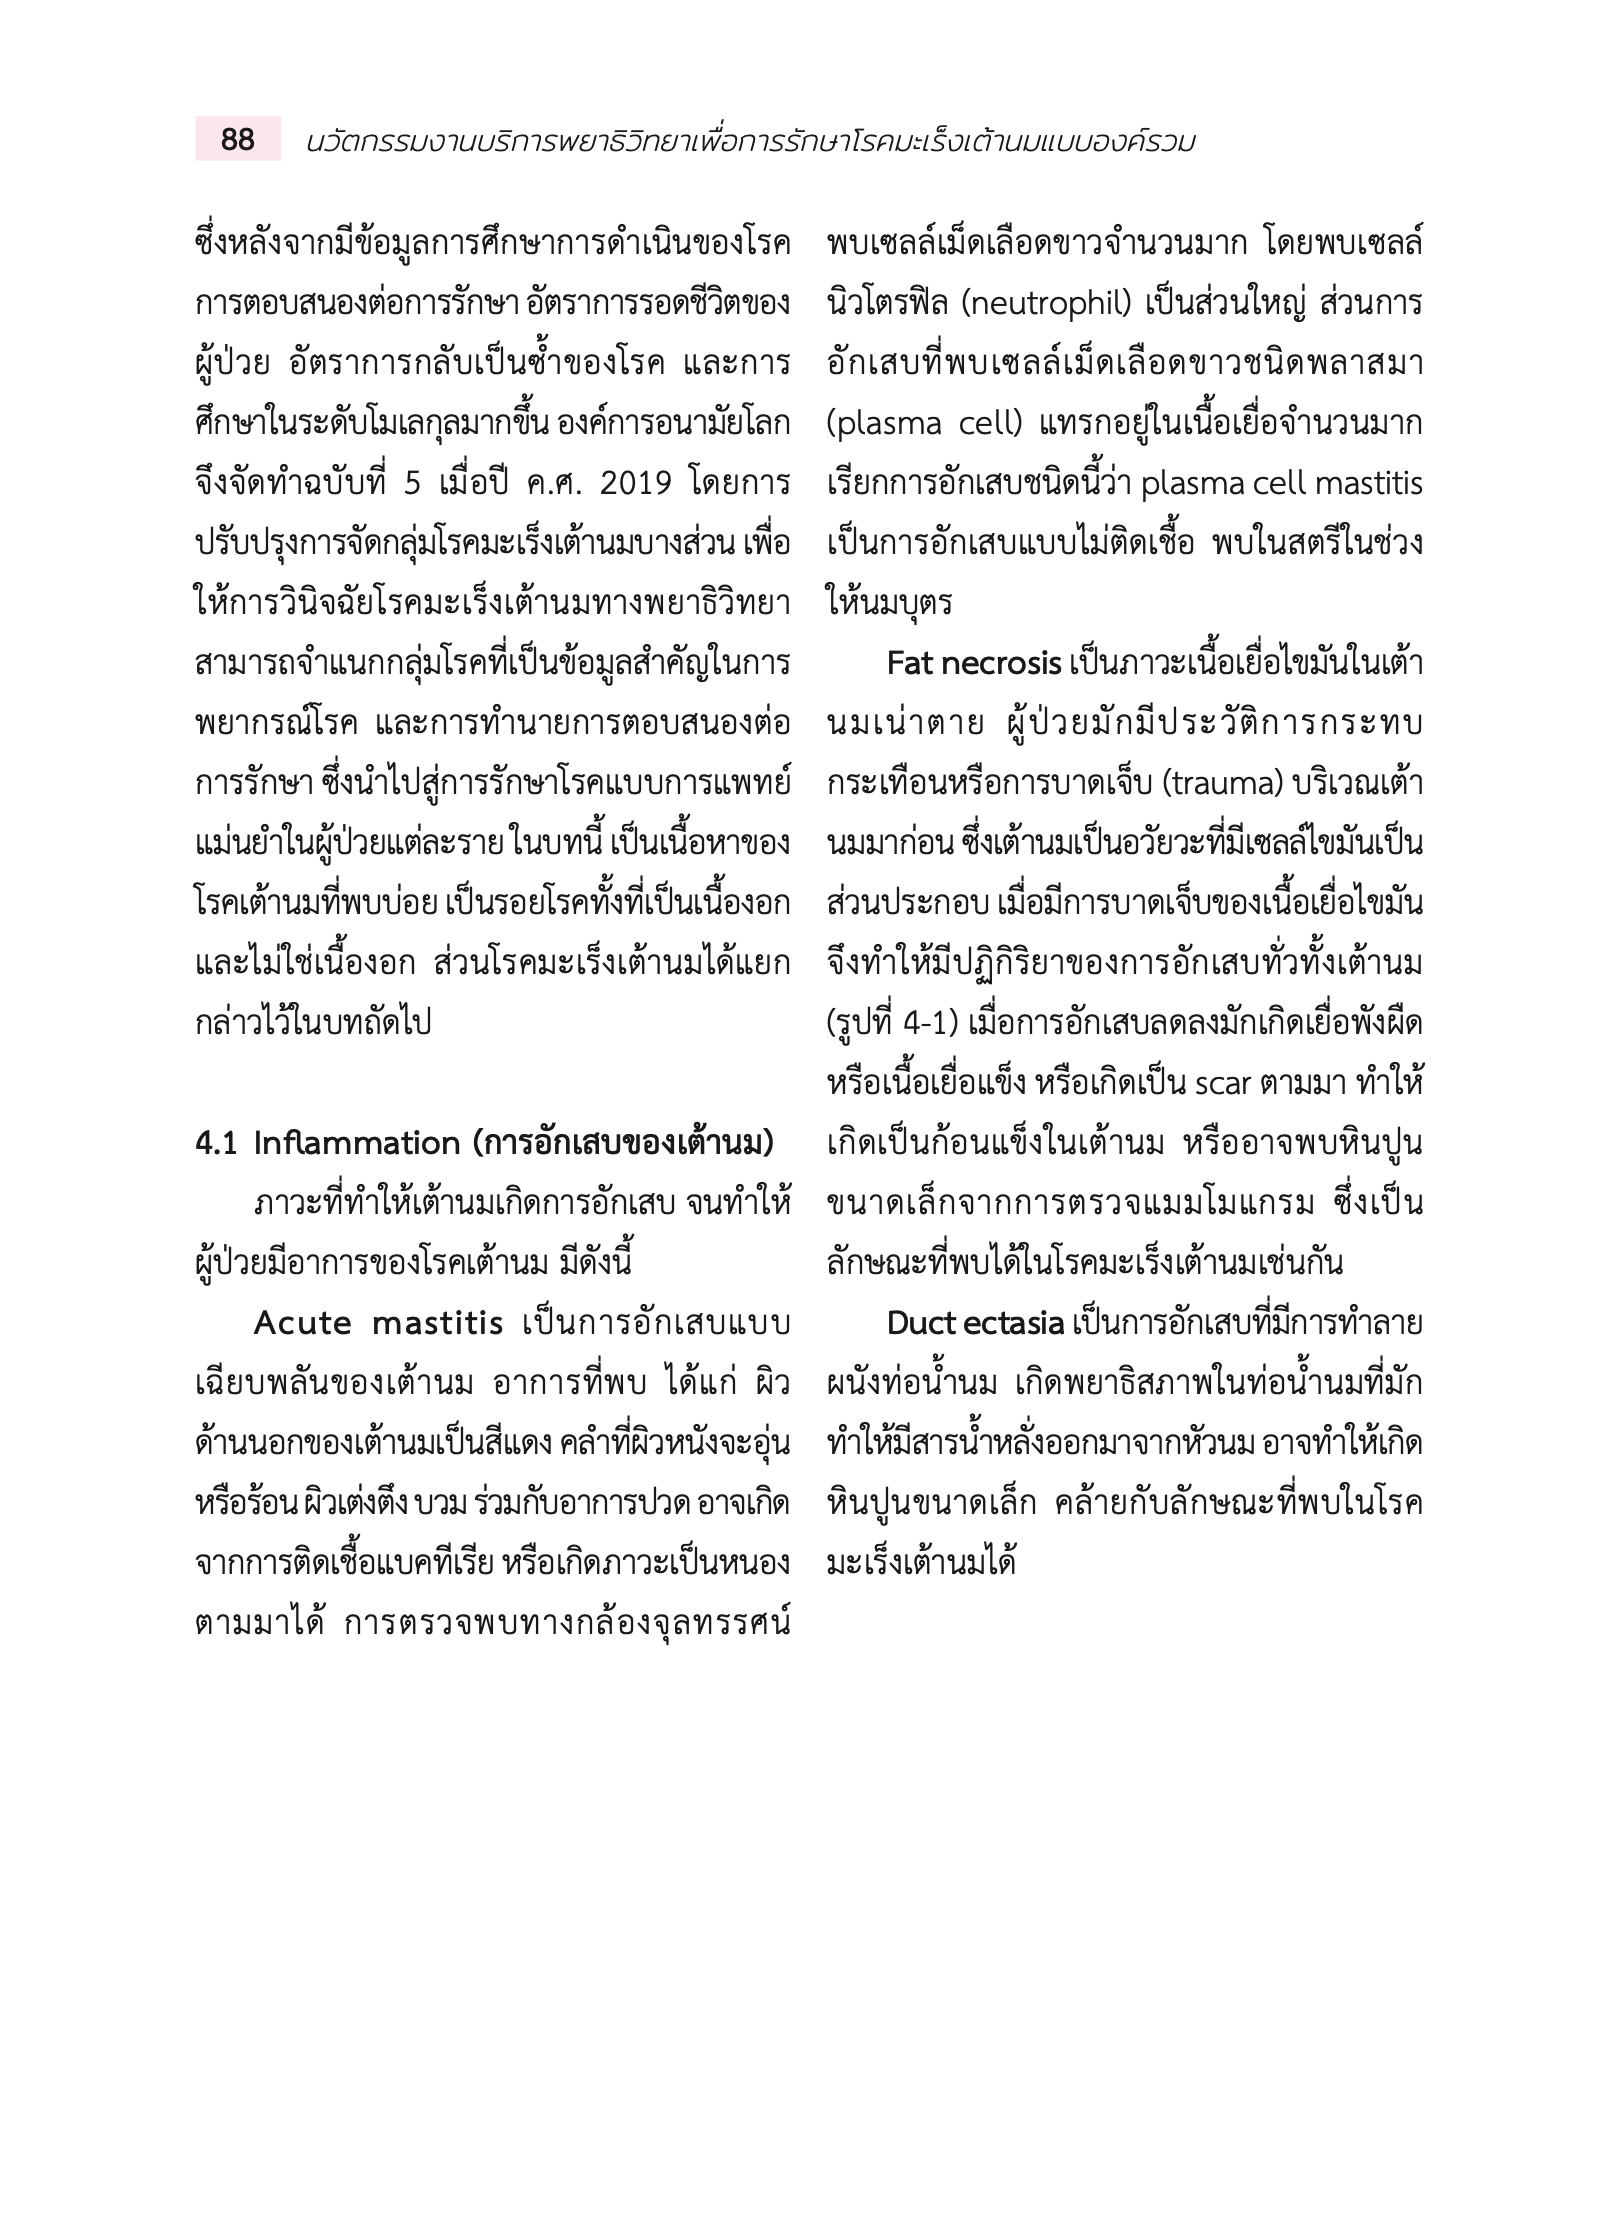 88 นวัตกรรมงานบริการพยาธิวิทยาเพื่อการรักษาโรคมะเร็งเต้านมแบบองค์รวม
ซึ่งหลังจากมีข้อมูลการศึกษาการดำเนินของโรค
การตอบสนองต่อการรักษา อัตราการรอดชีวิตของ
ผู้ป่วย อัตราการกลับเป็นซ้ำของโรค และการ
ศึกษาในระดับโมเลกุลมากขึ้น องค์การอนามัยโลก
จึงจัดทำฉบับที่ 5 เมื่อปี ค.ศ. 2019 โดยการ
ปรับปรุงการจัดกลุ่มโรคมะเร็งเต้านมบางส่วน เพื่อ
ให้การวินิจฉัยโรคมะเร็งเต้านมทางพยาธิวิทยา
สามารถจำแนกกลุ่มโรคที่เป็นข้อมูลสำคัญในการ
พยากรณ์โรค และการทำนายการตอบสนองต่อ
การรักษา ซึ่งนำไปสู่การรักษาโรคแบบการแพทย์
แม่นยำในผู้ป่วยแต่ละราย ในบทนี้ เป็นเนื้อหาของ
โรคเต้านมที่พบบ่อย เป็นรอยโรคทั้งที่เป็นเนื้องอก
และไม่ใช่เนื้องอก ส่วนโรคมะเร็งเต้านมได้แยก
กล่าวไว้ในบทถัดไป
4.1 Inflammation (การอักเสบของเต้านม)
ภาวะที่ทำให้เต้านมเกิดการอักเสบ จนทำให้
ผู้ป่วยมีอาการของโรคเต้านม มีดังนี้
Acute mastitis เป็นการอักเสบแบบ
เฉียบพลันของเต้านม อาการที่พบ ได้แก่ ผิว
ด้านนอกของเต้านมเป็นสีแดง คลำที่ผิวหนังจะอุ่น
หรือร้อน ผิวเต่งตึง บวม ร่วมกับอาการปวด อาจเกิด
จากการติดเชื้อแบคทีเรีย หรือเกิดภาวะเป็นหนอง
ตามมาได้ การตรวจพบทางกล้องจุลทรรศน์
พบเซลล์เม็ดเลือดขาวจำนวนมาก โดยพบเซลล์
นิวโตรฟิล (neutrophil) เป็นส่วนใหญ่ ส่วนการ
อักเสบที่พบเซลล์เม็ดเลือดขาวชนิดพลาสมา
(plasma cell) แทรกอยู่ในเนื้อเยื่อจำนวนมาก
เรียกการอักเสบชนิดนี้ว่า plasma cell mastitis
เป็นการอักเสบแบบไม่ติดเชื้อ พบในสตรีในช่วง
ให้นมบุตร
Fat necrosis เป็นภาวะเนื้อเยื่อไขมันในเต้า
นมเน่าตาย ผู้ป่วยมักมีประวัติการกระทบ
กระเทือนหรือการบาดเจ็บ (trauma) บริเวณเต้า
นมมาก่อน ซึ่งเต้านมเป็นอวัยวะที่มีเซลล์ไขมันเป็น
ส่วนประกอบ เมื่อมีการบาดเจ็บของเนื้อเยื่อไขมัน
จึงทำให้มีปฏิกิริยาของการอักเสบทั่วทั้งเต้านม
(รูปที่ 4-1) เมื่อการอักเสบลดลงมักเกิดเยื่อพังผืด
หรือเนื้อเยื่อแข็ง หรือเกิดเป็น scar ตามมา ทำให้
เกิดเป็นก้อนแข็งในเต้านม หรืออาจพบหินปูน
ขนาดเล็กจากการตรวจแมมโมแกรม ซึ่งเป็น
ลักษณะที่พบได้ในโรคมะเร็งเต้านมเช่นกัน
Duct ectasia เป็นการอักเสบที่มีการทำลาย
ผนังท่อน้ำนม เกิดพยาธิสภาพในท่อน้ำนมที่มัก
ทำให้มีสารน้ำหลั่งออกมาจากหัวนม อาจทำให้เกิด
หินปูนขนาดเล็ก คล้ายกับลักษณะที่พบในโรค
มะเร็งเต้านมได้